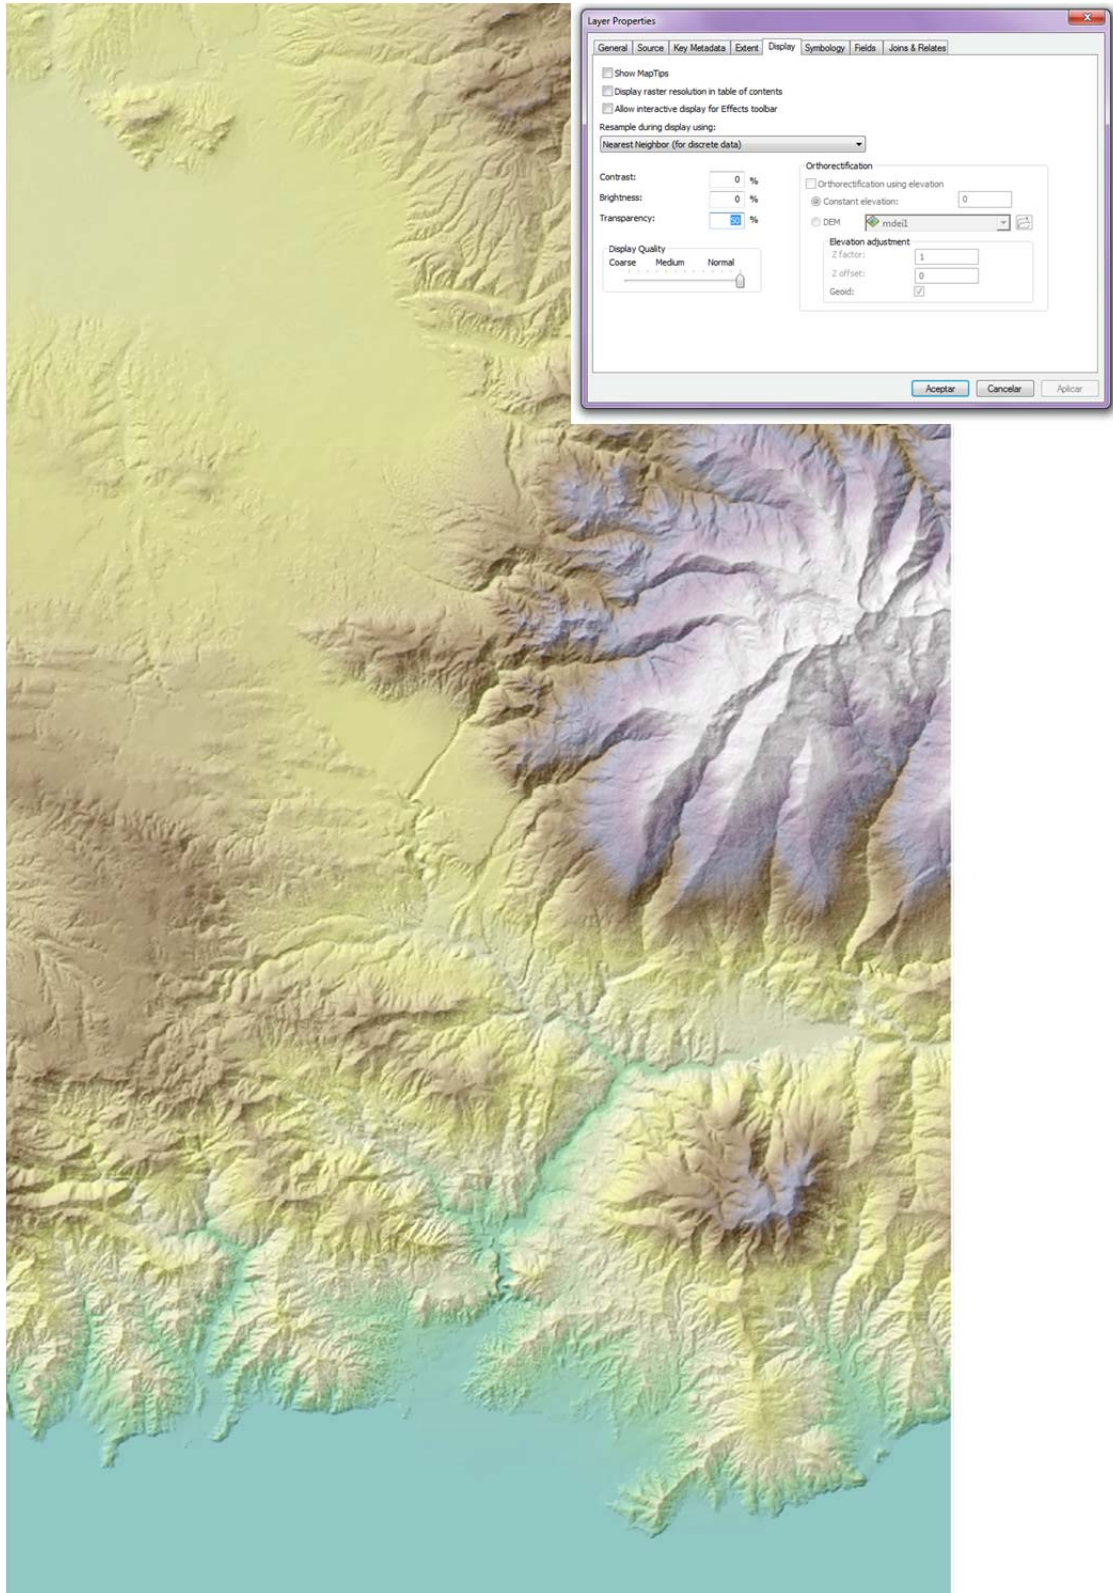 Layer Properties
General Source Key Metadata Extent Display Symbology Fields Joins & Relates
Show MapTips
Display raster resolution in table of contents
Allow interactive display for Effects toolbar
Resample during display using:
Nearest Neighbor (for discrete data)
Contrast: 0 %
Brightness: 0 %
Transparency: 50 %
Display Quality
Coarse Medium Normal
Orthorectification
Orthorectification using elevation
Constant elevation: 0
DEM mdei1
Elevation adjustment
Z factor: 1
Z offset: 0
Geoid:
Aceptar Cancelar Aplicar